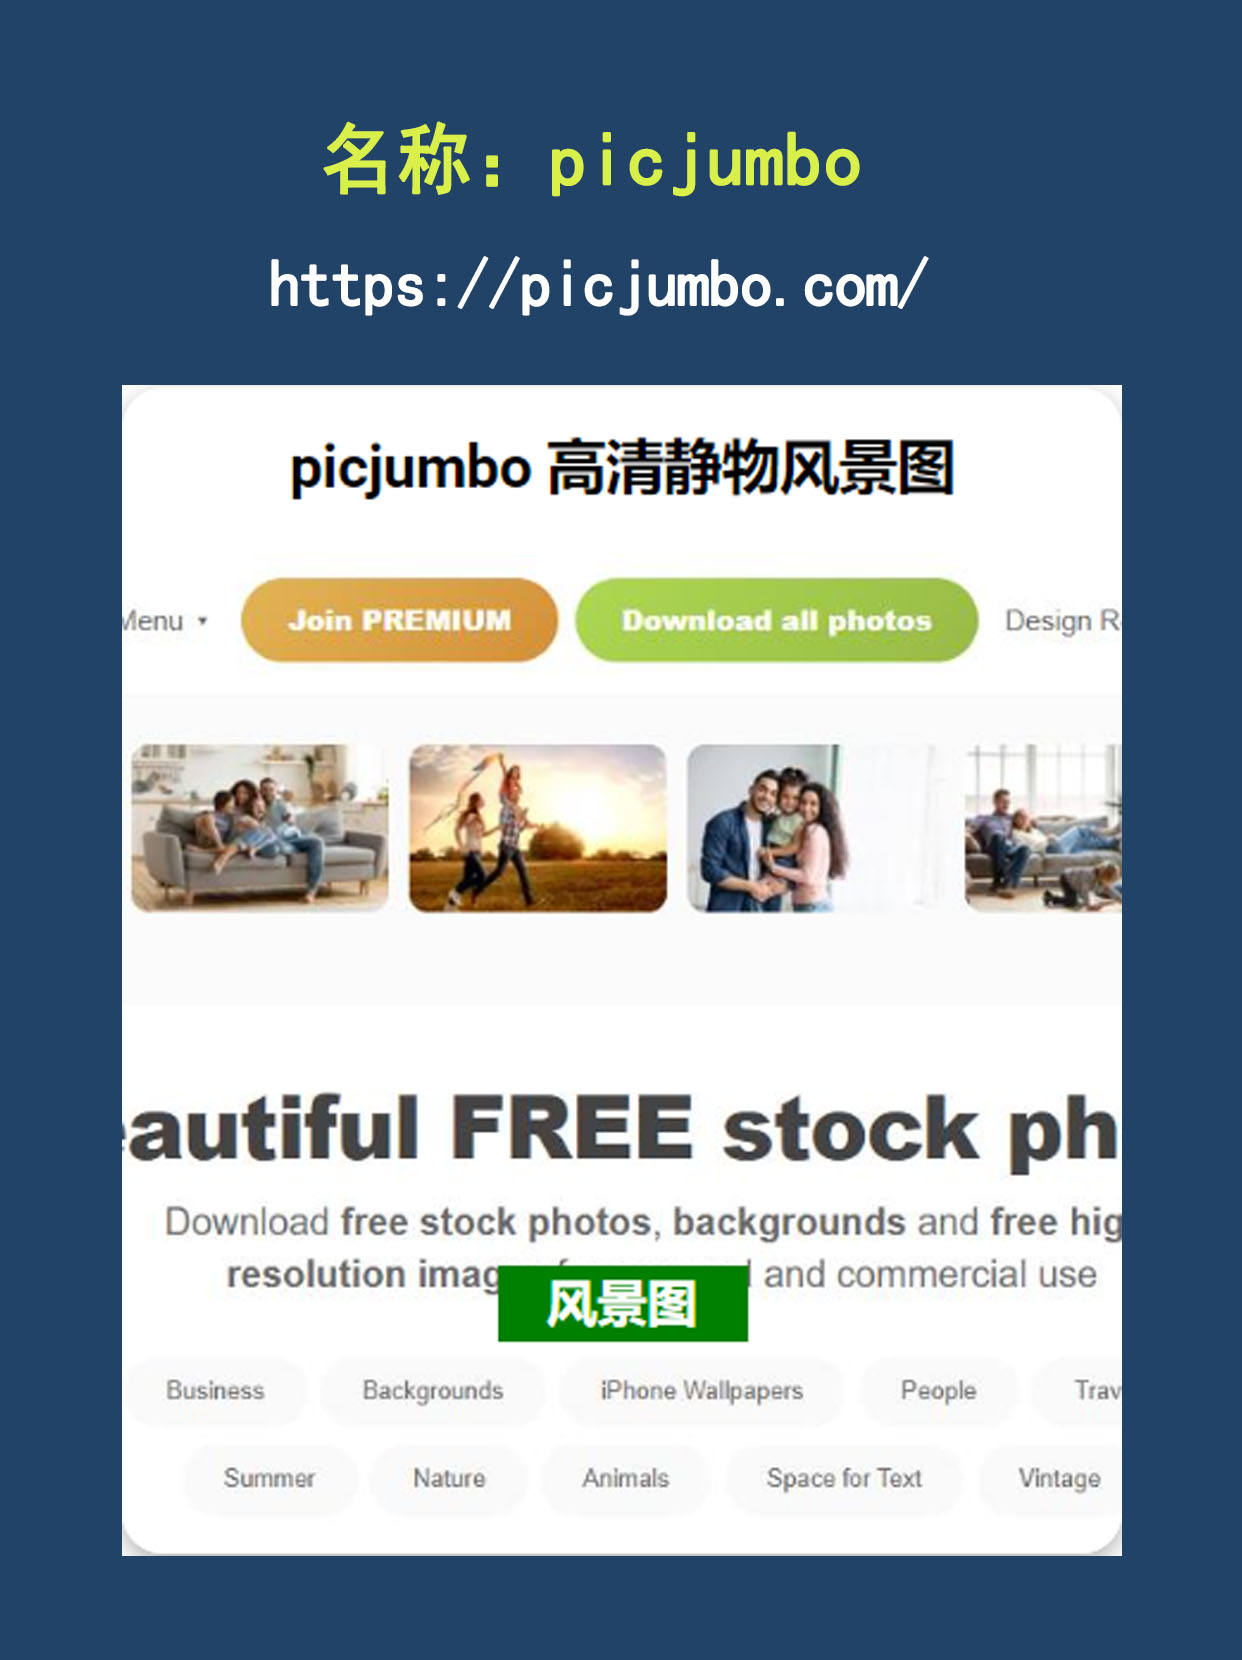 名称：picjumbo
https://picjumbo.com/
picjumbo 高清静物风景图
Menu ▾ Join PREMIUM Download all photos Design
eautiful FREE stock ph
Download free stock photos, backgrounds and free hig
resolution imag and commercial use
风景图
Business Backgrounds iPhone Wallpapers People Trav
Summer Nature Animals Space for Text Vintage